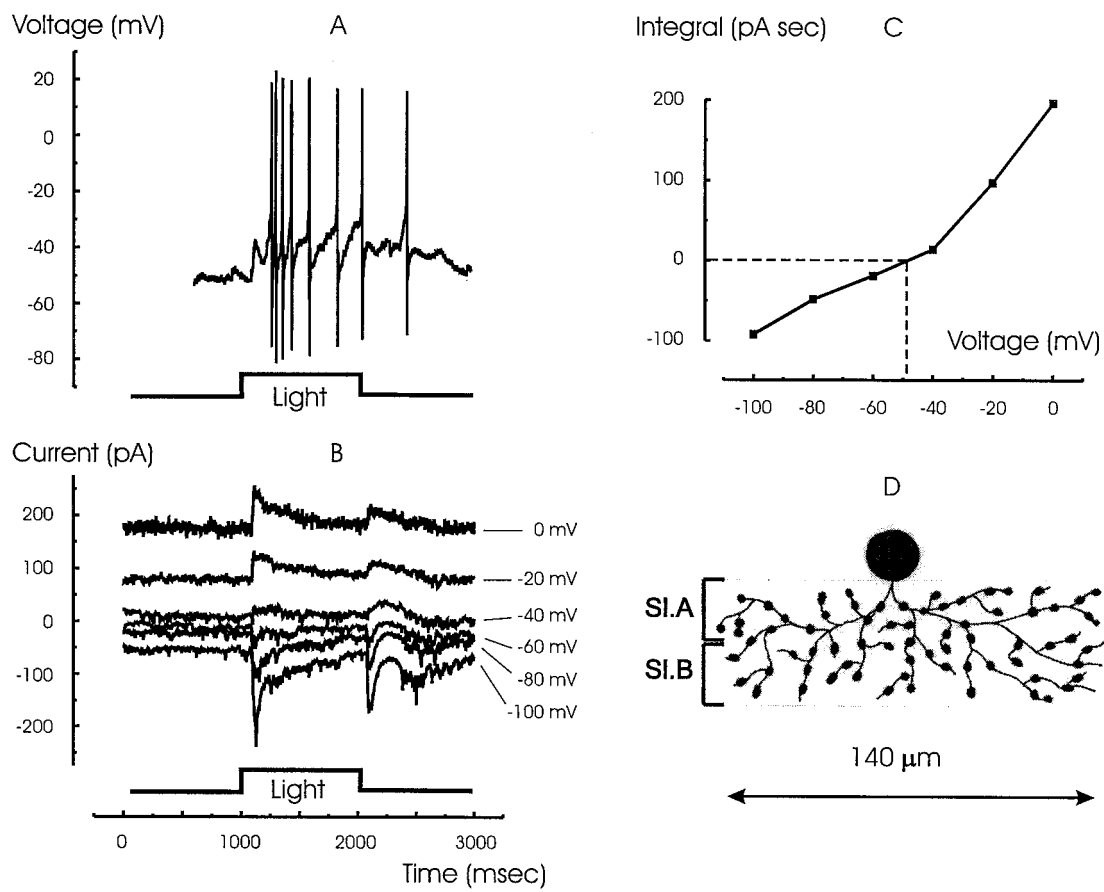 Voltage (mV)
A
20
0
-20
-40
-60
-80
Light
Integral (pA sec)
C
200
100
0
-100
Voltage (mV)
-100 -80 -60 -40 -20 0
Current (pA)
B
200
100
0
-100
-200
0 mV
-20 mV
-40 mV
-60 mV
-80 mV
-100 mV
Light
0 1000 2000 3000
Time (msec)
D
Sl.A
Sl.B
140 µm